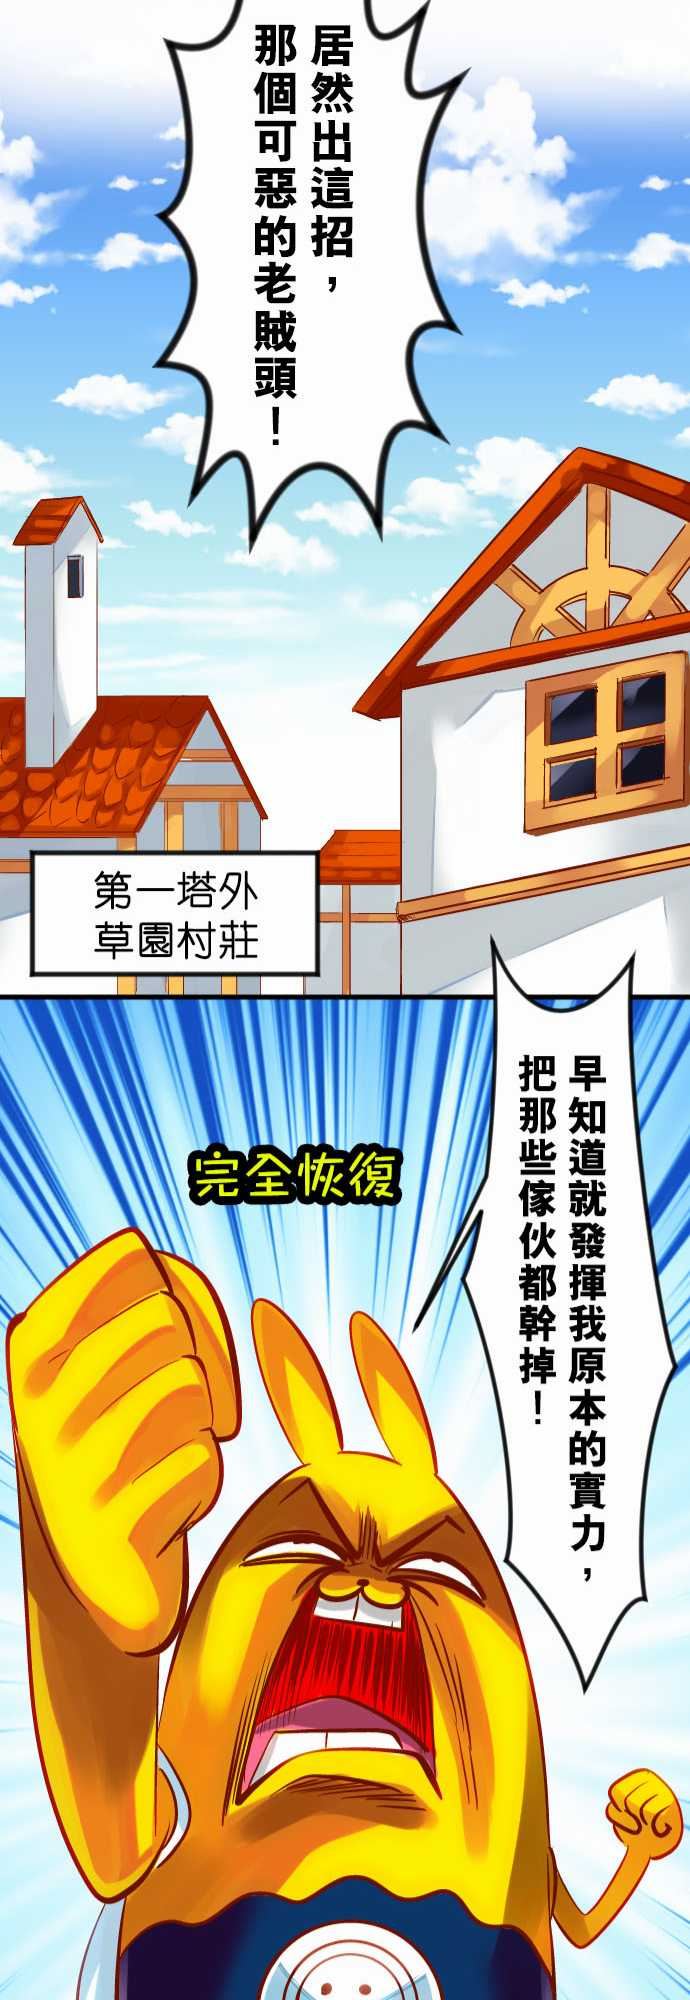 居然出這招，
那個可惡的老賊頭！
第一塔外
草園村莊
早知道就發揮我原本的實力，
把那些傢伙都幹掉！
完全恢復